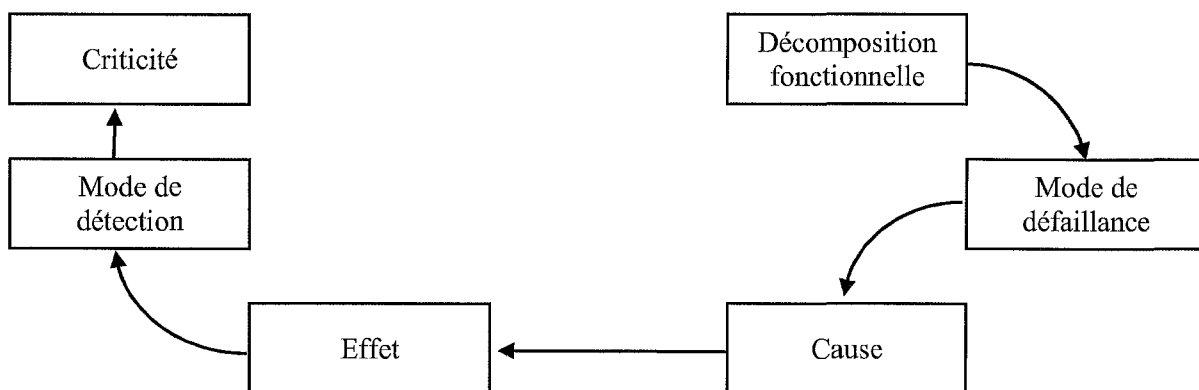 Criticité
Décomposition
fonctionnelle
Mode de
détection
Mode de
défaillance
Effet
Cause